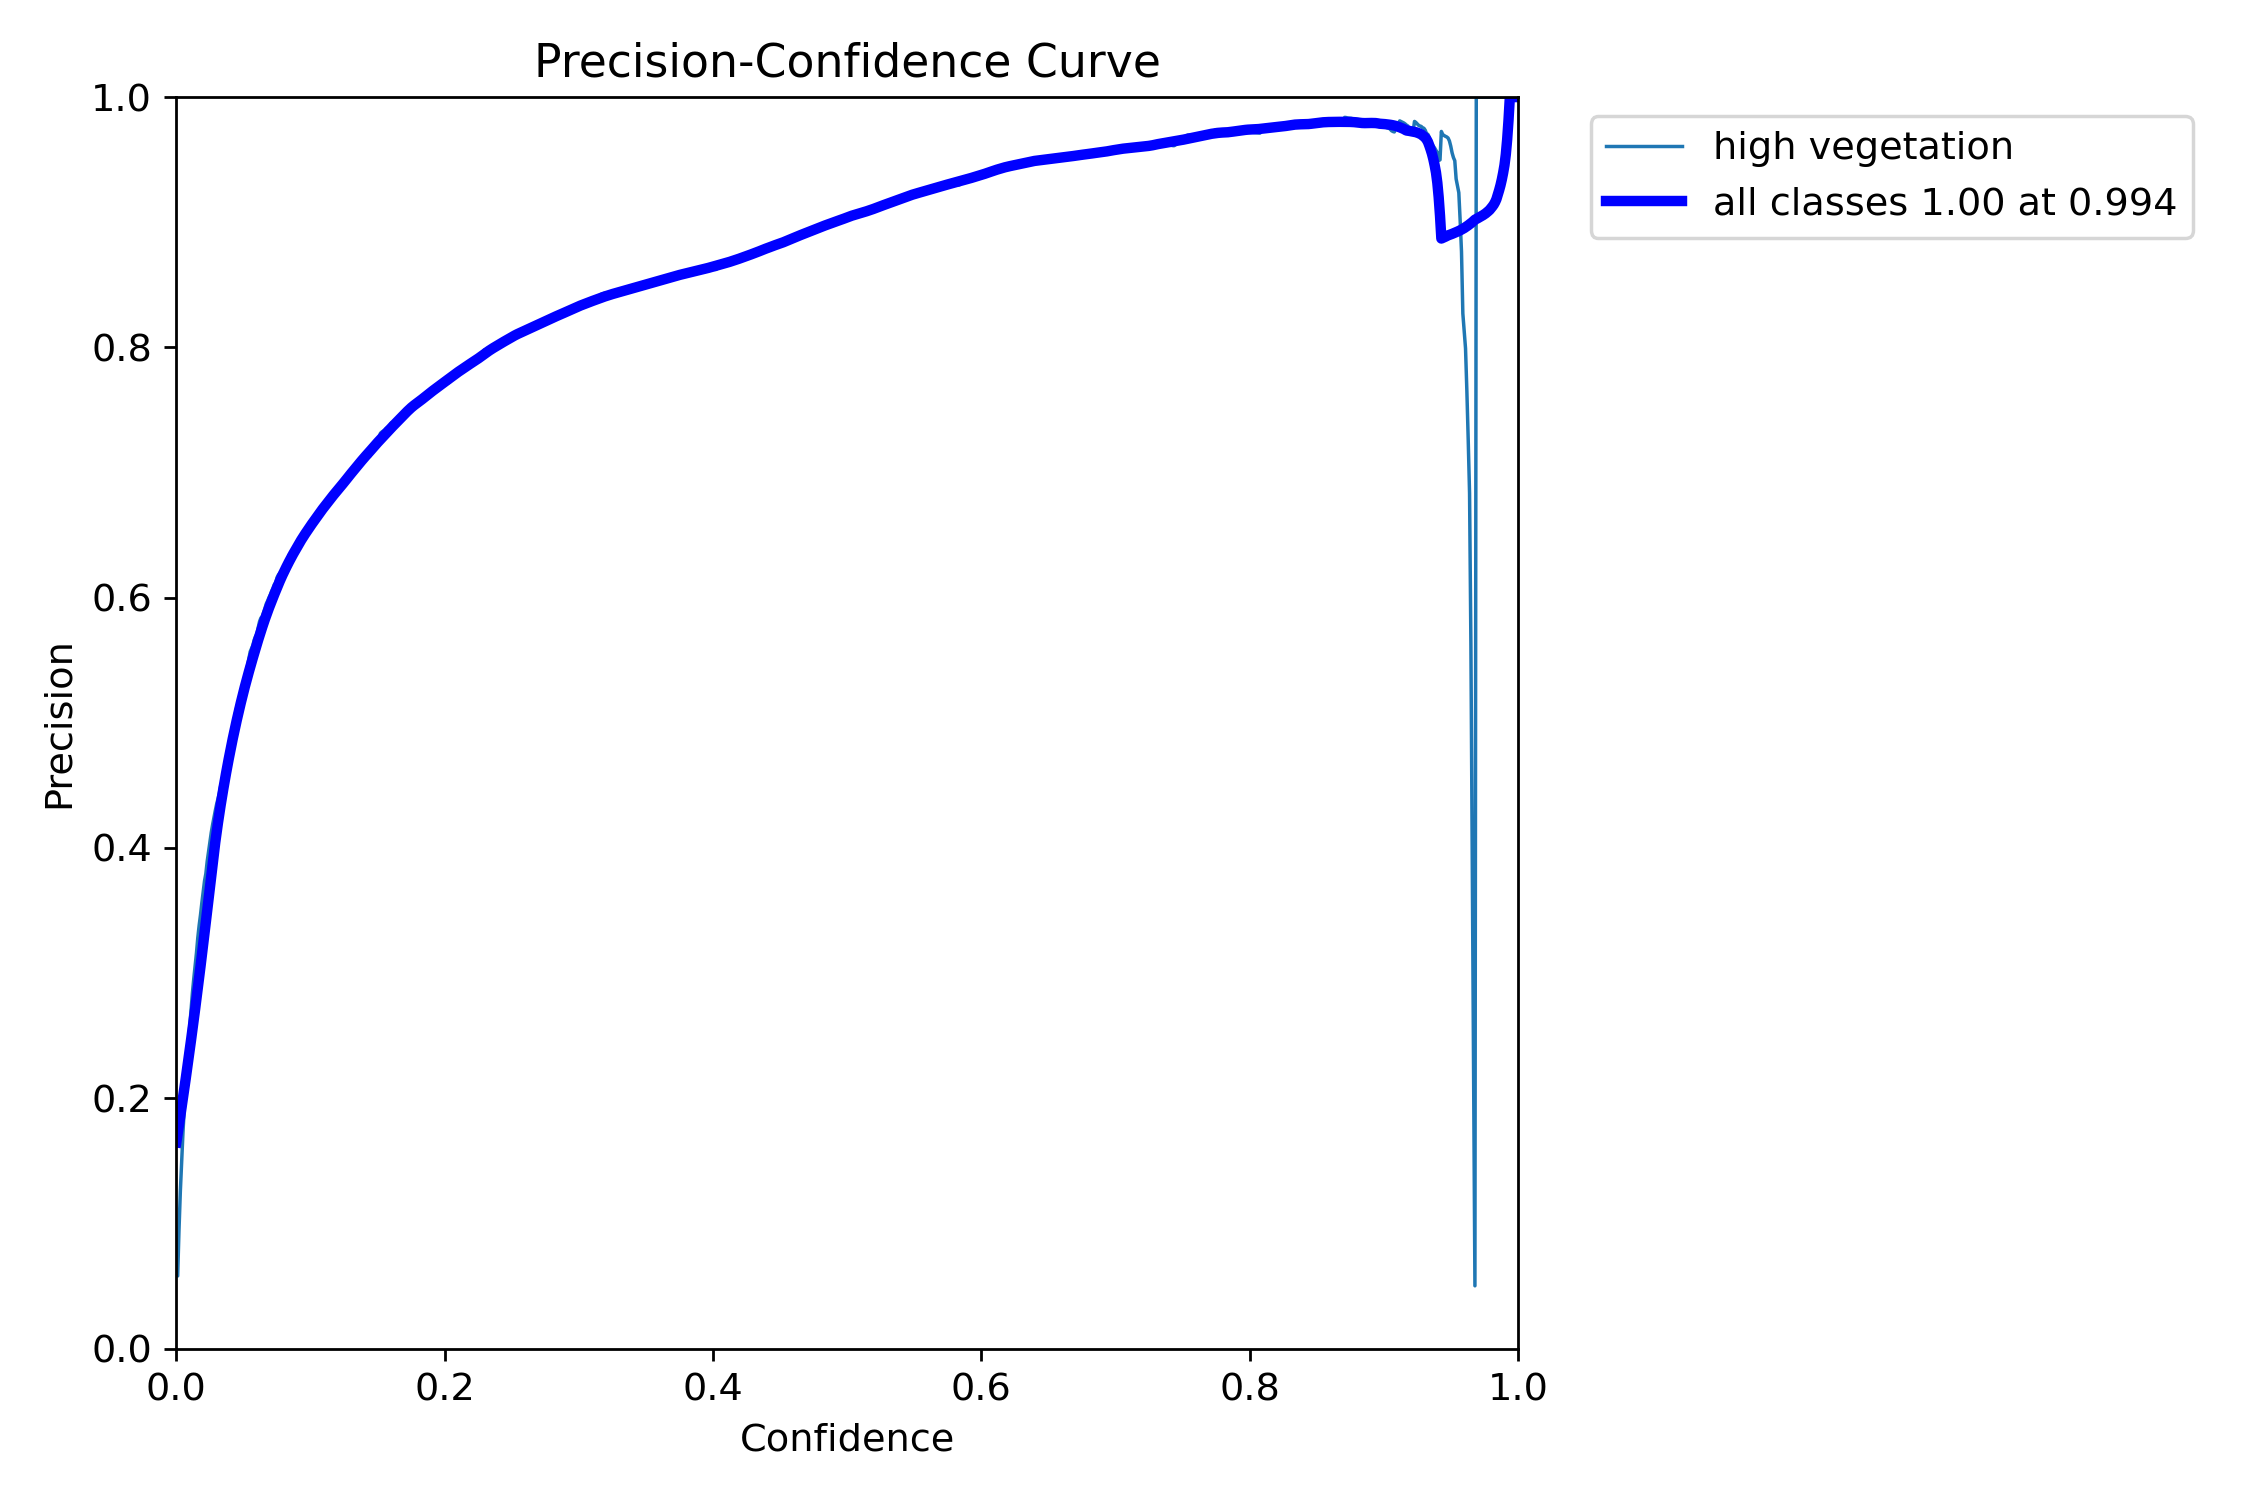 Precision-Confidence Curve
1.0
0.8
0.6
0.4
0.2
0.0
Precision
0.0 0.2 0.4 0.6 0.8 1.0
Confidence
high vegetation
all classes 1.00 at 0.994